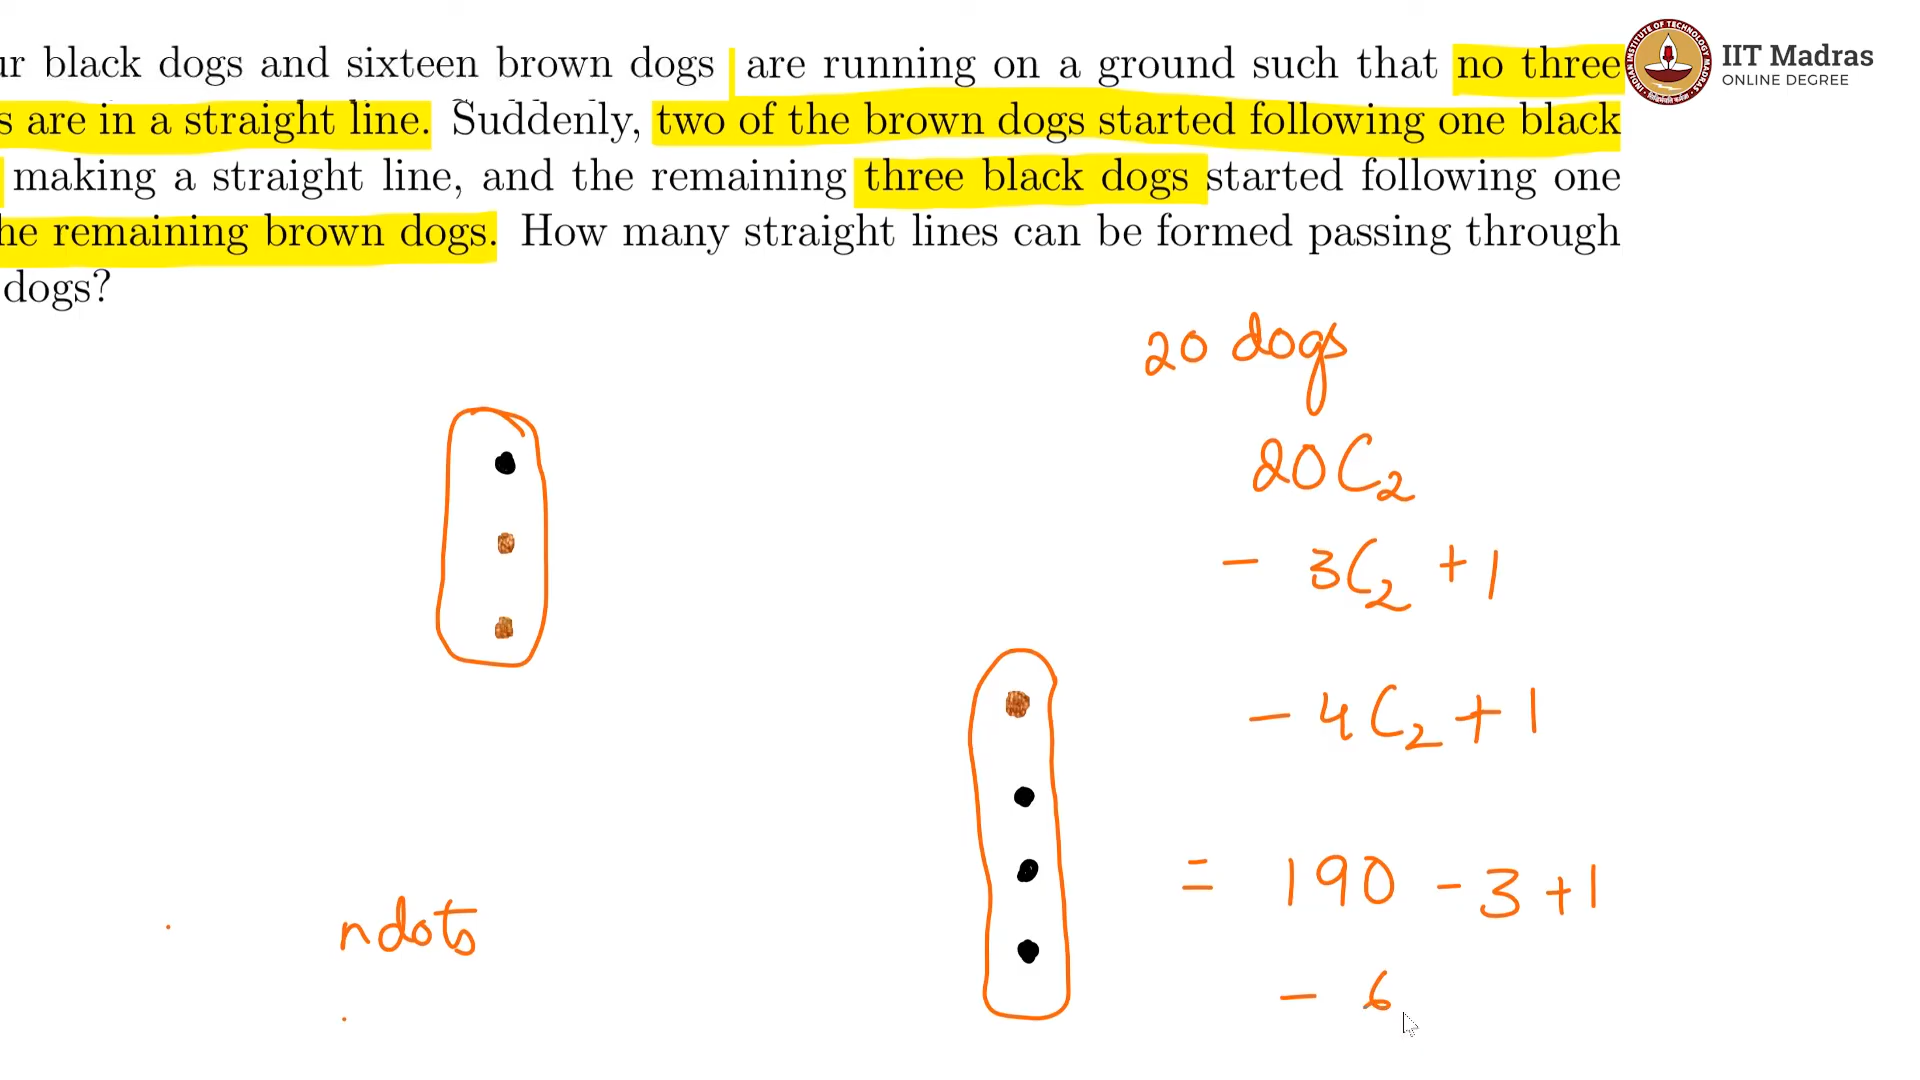 ur black dogs and sixteen brown dogs are running on a ground such that no three
s are in a straight line. Suddenly, two of the brown dogs started following one black
making a straight line, and the remaining three black dogs started following one
he remaining brown dogs. How many straight lines can be formed passing through
dogs?
IIT Madras
ONLINE DEGREE
20 dogs
20C₂
- 3C₂ + 1
- 4C₂ + 1
= 190 - 3 + 1
- 6
ndots